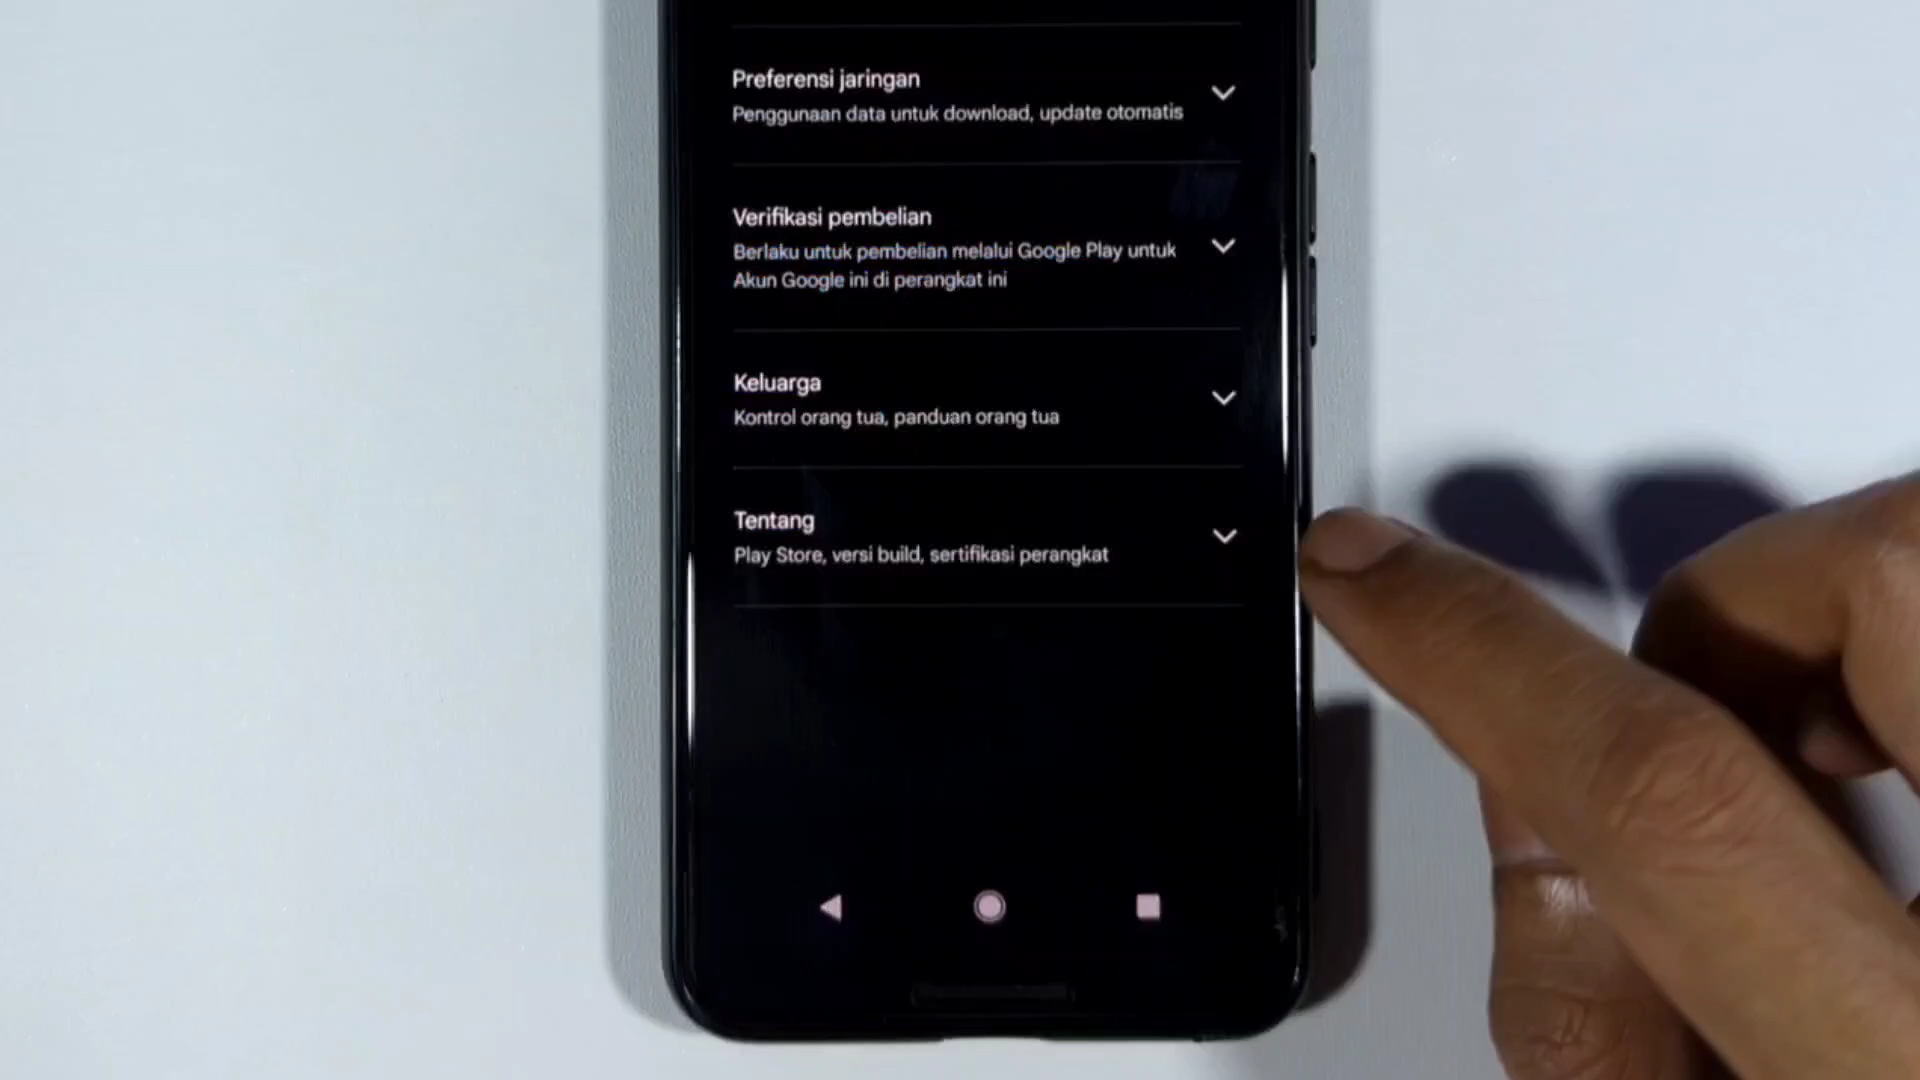 Preferensi jaringan
Penggunaan data untuk download, update otomatis
Verifikasi pembelian
Berlaku untuk pembelian melalui Google Play untuk
Akun Google ini di perangkat ini
Keluarga
Kontrol orang tua, panduan orang tua
Tentang
Play Store, versi build, sertifikasi perangkat